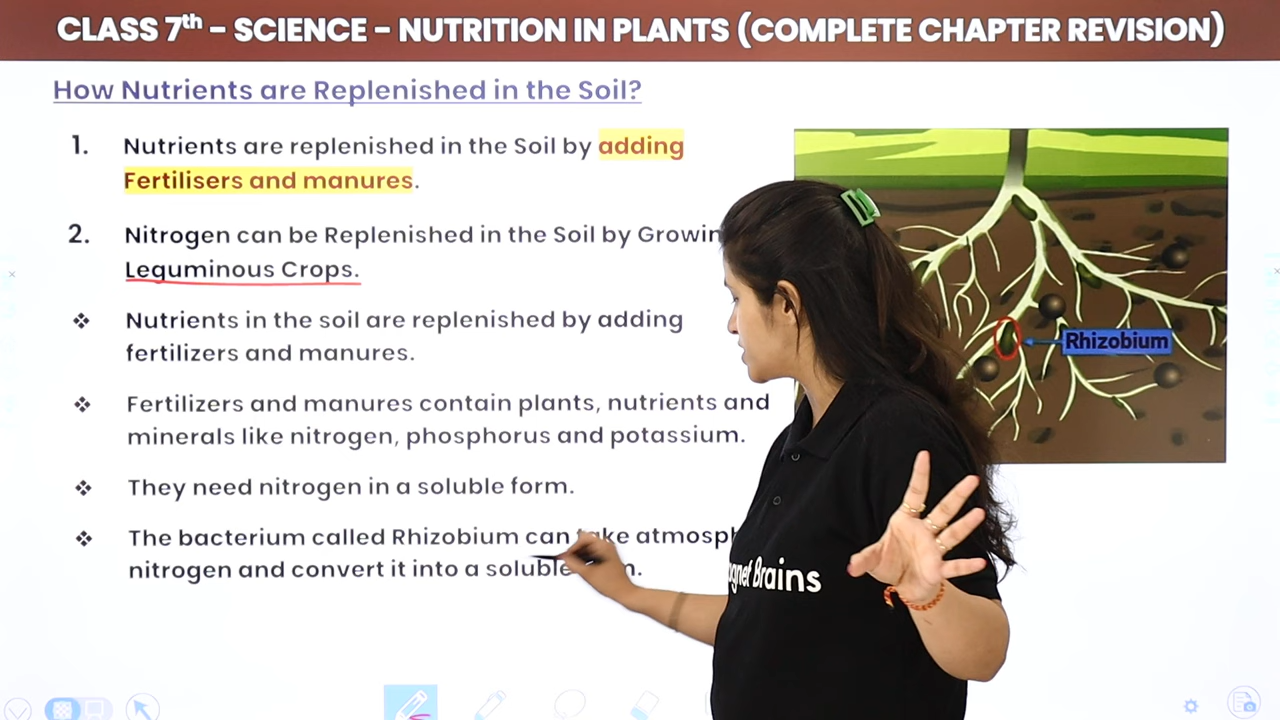 CLASS 7th – SCIENCE – NUTRITION IN PLANTS (COMPLETE CHAPTER REVISION)
How Nutrients are Replenished in the Soil?
1. Nutrients are replenished in the Soil by adding
Fertilisers and manures.
2. Nitrogen can be Replenished in the Soil by
Leguminous Crops.
❖ Nutrients in the soil are replenished by adding
fertilizers and manures.
❖ Fertilizers and manures contain plants, nutrients and
minerals like nitrogen, phosphorus and potassium.
❖ They need nitrogen in a soluble form.
❖ The bacterium called Rhizobium can
nitrogen and convert it into a soluble
Rhizobium
Brains